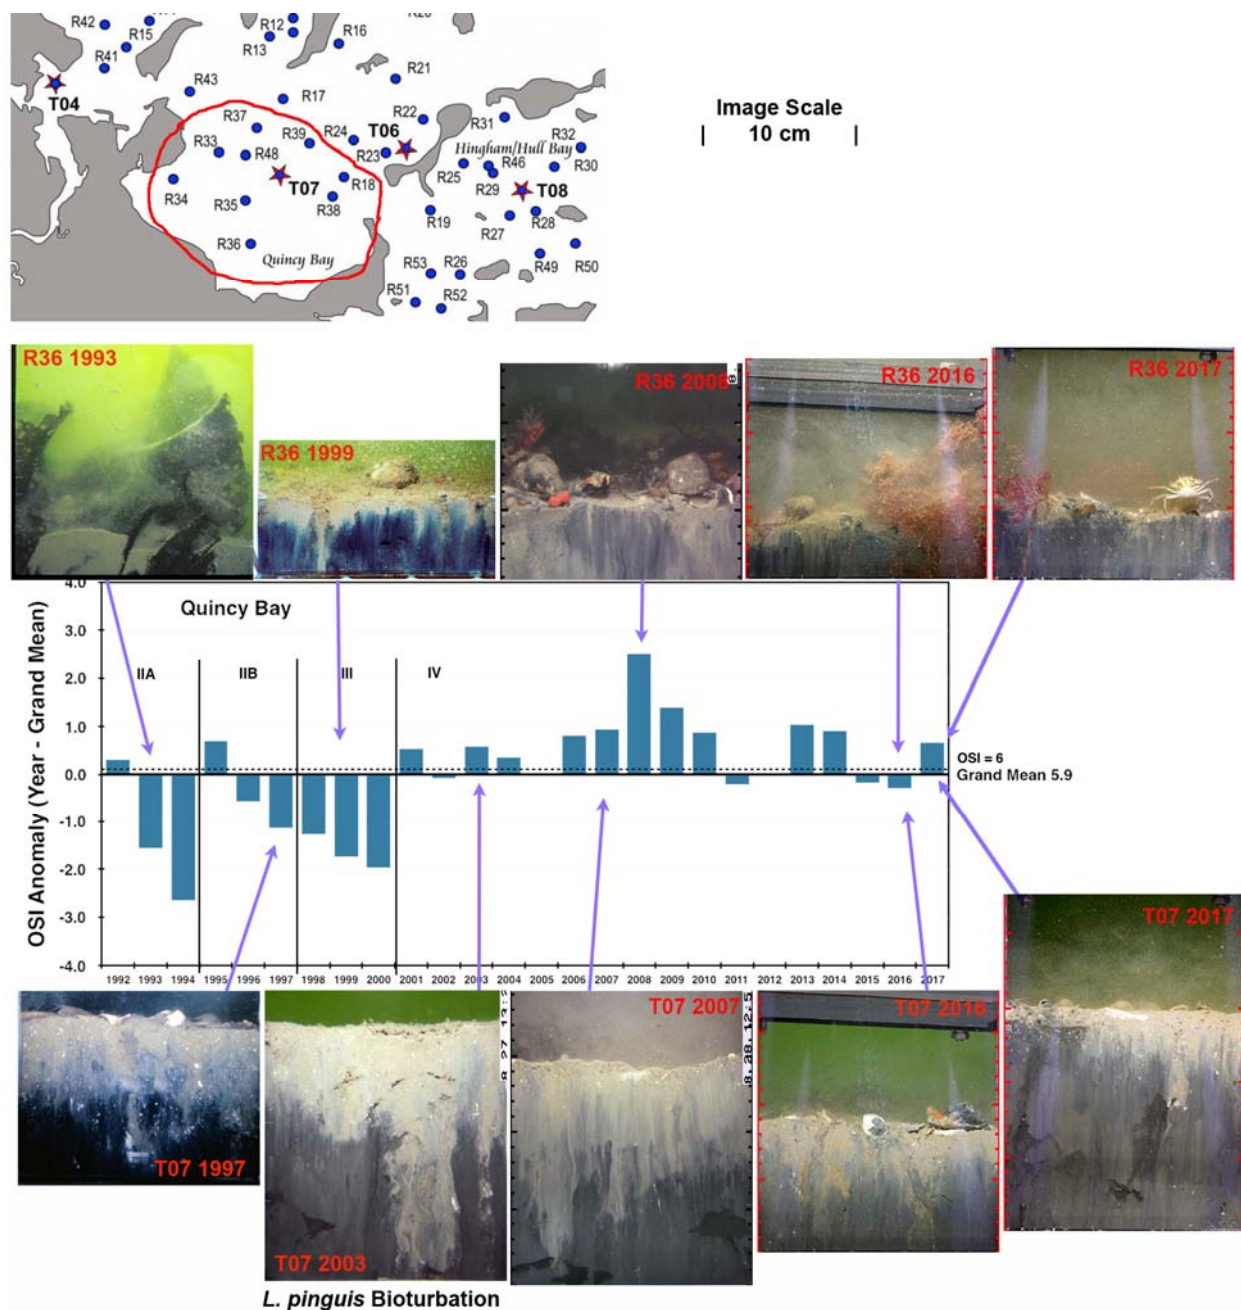 R42
R15
R41
T04
R43
R12
R13
R16
R17
R21
R22
R37
R33
R48
R39
R24
T06
R23
R34
T07
R18
R35
R38
R36
Quincy Bay
R31
R32
Hingham/Hull Bay
R46
R30
R25
R29
T08
R19
R27
R28
R53
R26
R49
R50
R51
R52
Image Scale
| 10 cm |
R36 1993
R36 1999
R36 2008
R36 2016
R36 2017
Quincy Bay
IIA
IIB
III
IV
OSI Anomaly (Year - Grand Mean)
4.0
3.0
2.0
1.0
0.0
-1.0
-2.0
-3.0
-4.0
OSI = 6
Grand Mean 5.9
1992 1993 1994 1995 1996 1997 1998 1999 2000 2001 2002 2003 2004 2005 2006 2007 2008 2009 2010 2011 2012 2013 2014 2015 2016 2017
T07 1997
T07 2003
T07 2007
T07 2016
T07 2017
L. pinguis Bioturbation